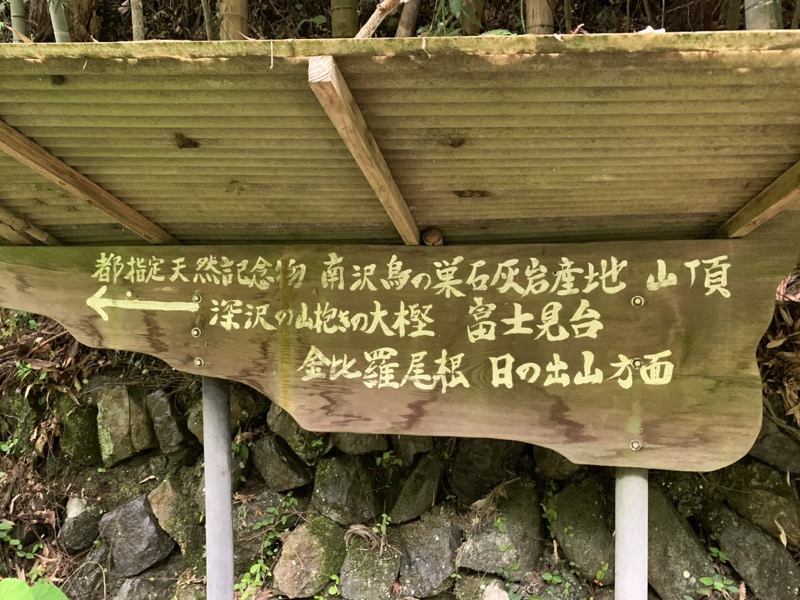 都指定天然記念物 南沢鳥の巣石灰岩産地 山頂
深沢の山抱きの大樫 富士見台
金比羅尾根 日の出山方面